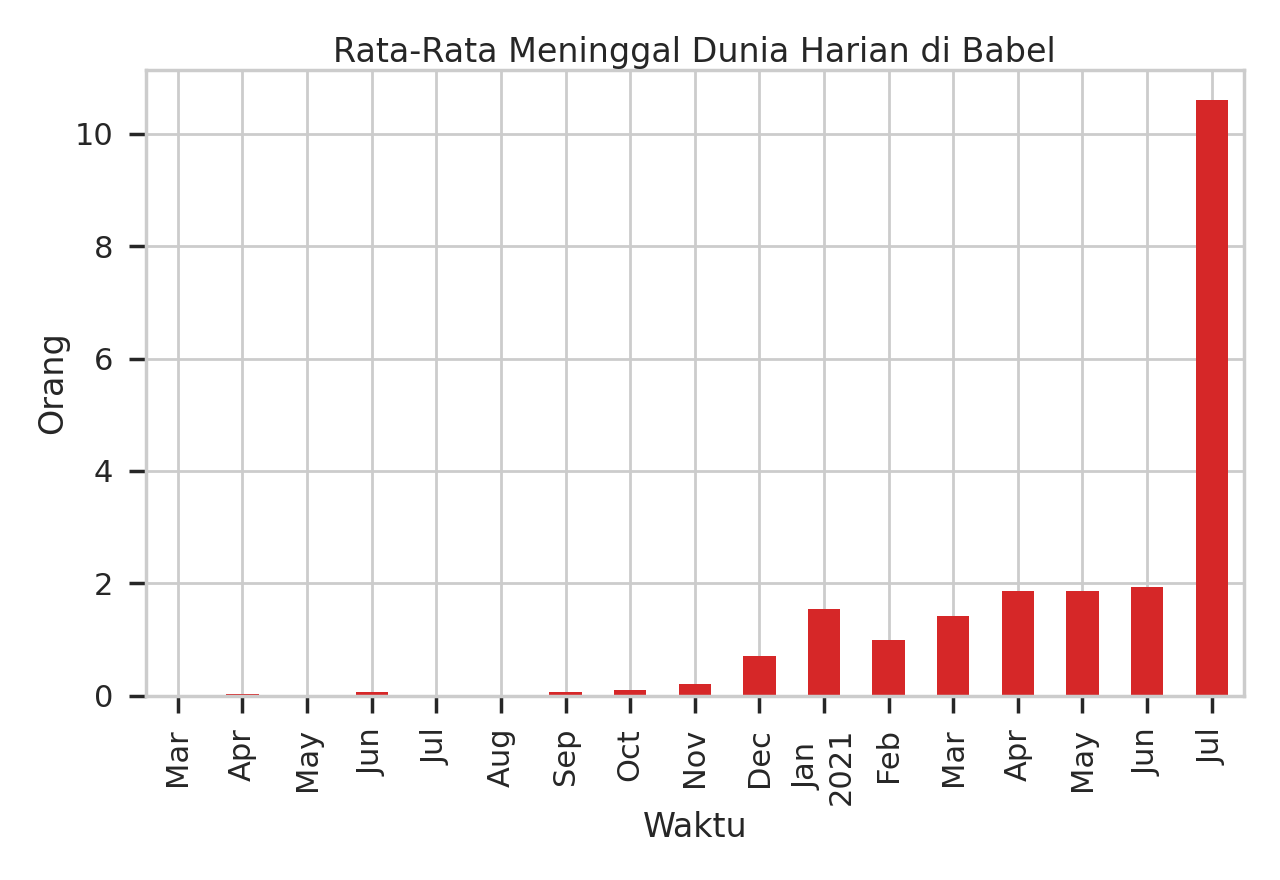 Rata-Rata Meninggal Dunia Harian di Babel
10
8
6
4
2
0
Orang
Mar
Apr
May
Jun
Jul
Aug
Sep
Oct
Nov
Dec
Jan
2021
Feb
Mar
Apr
May
Jun
Jul
Waktu